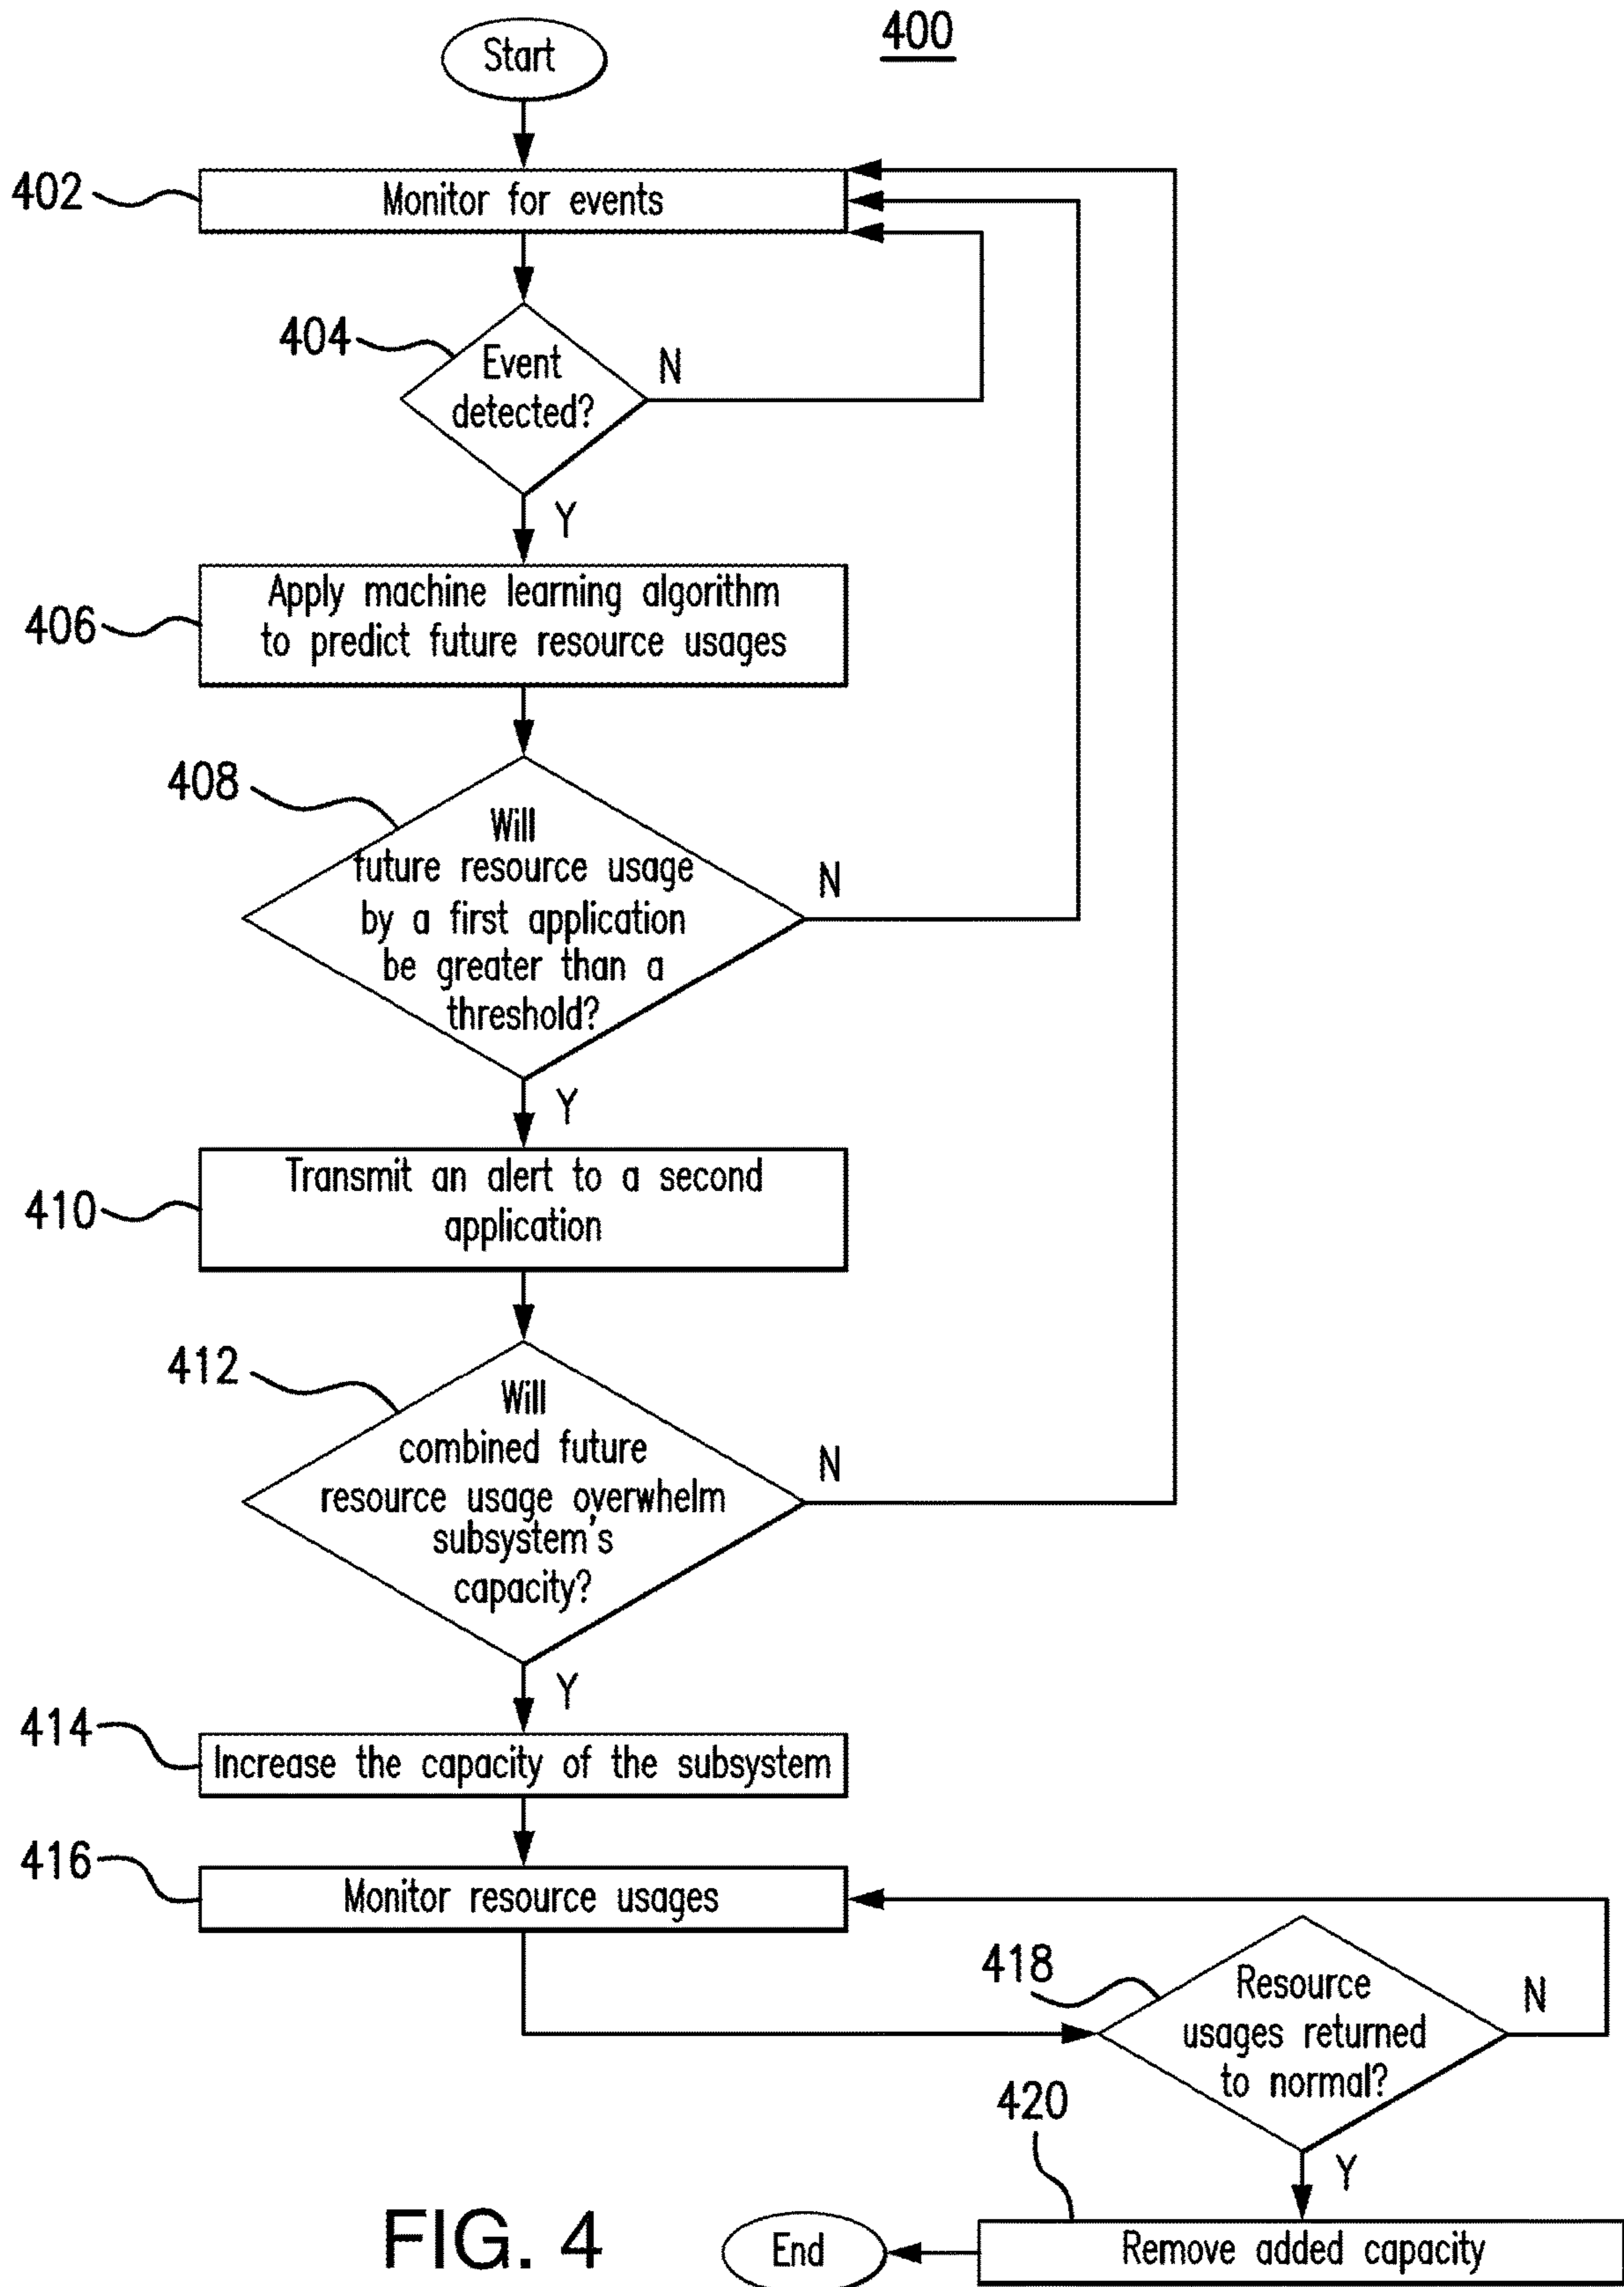 Start
400
402
Monitor for events
404
Event
detected?
N
Y
406
Apply machine learning algorithm
to predict future resource usages
408
Will
future resource usage
by a first application
be greater than a
threshold?
N
Y
410
Transmit an alert to a second
application
412
Will
combined future
resource usage overwhelm
subsystem's
capacity?
N
Y
414
Increase the capacity of the subsystem
416
Monitor resource usages
418
Resource
usages returned
to normal?
N
Y
420
Remove added capacity
End
FIG. 4